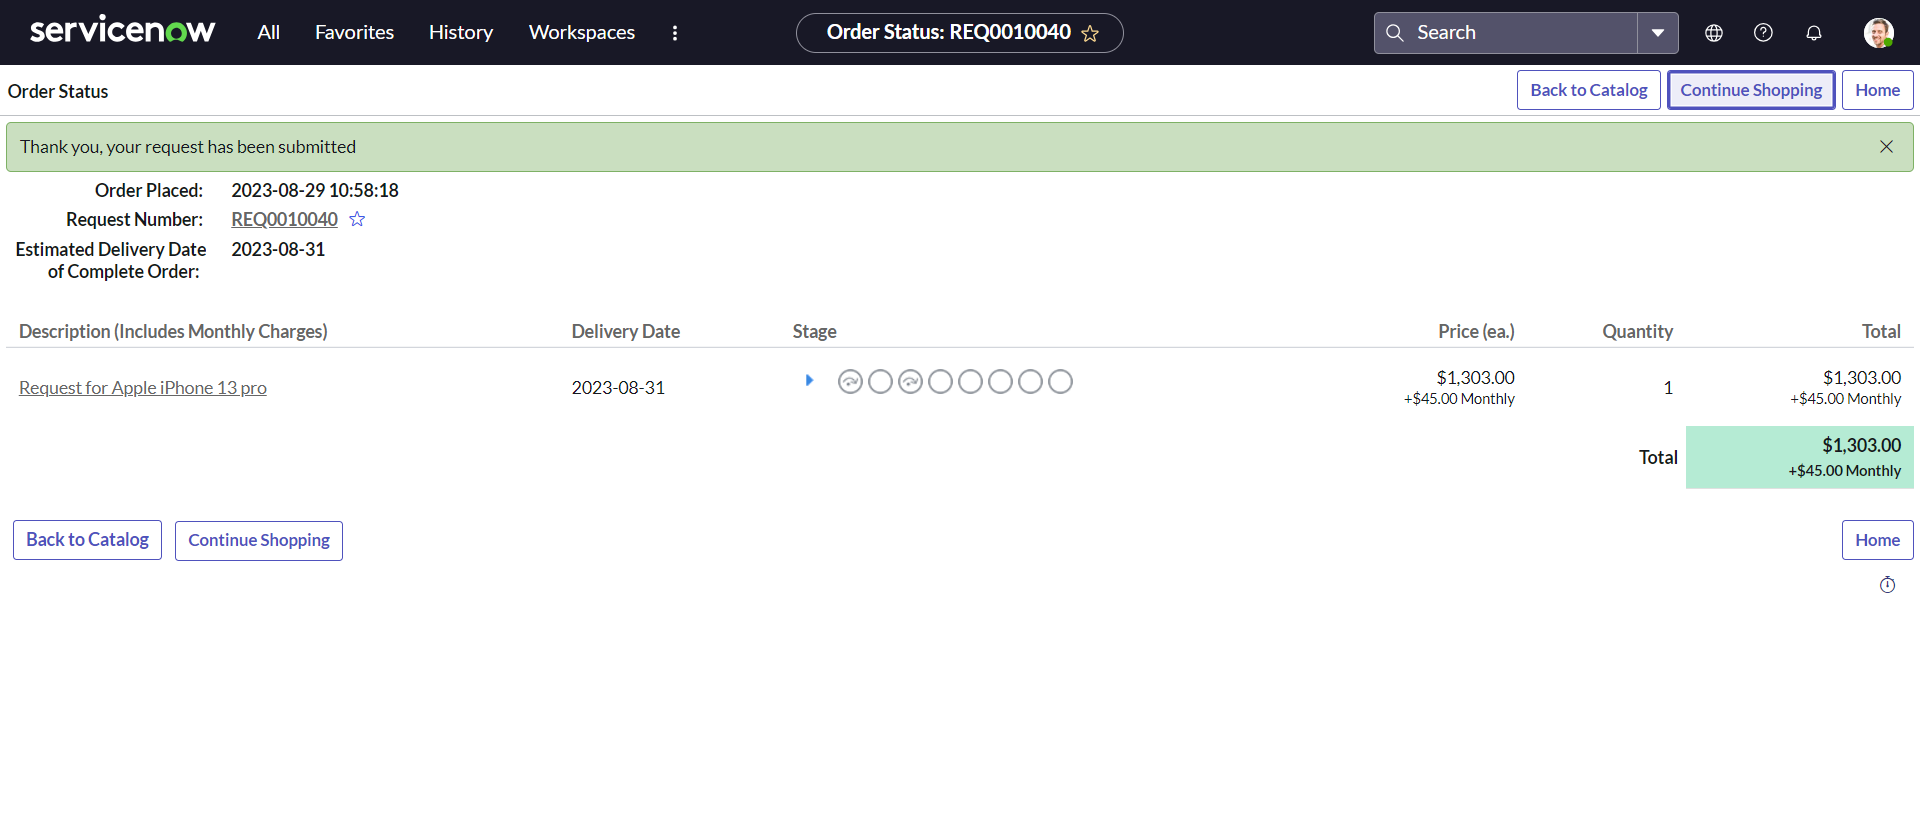 servicenow All Favorites History Workspaces Order Status: REQ0010040 Search
Order Status Back to Catalog Continue Shopping Home
Thank you, your request has been submitted
Order Placed: 2023-08-29 10:58:18
Request Number: REQ0010040
Estimated Delivery Date 2023-08-31
of Complete Order:
Description (Includes Monthly Charges) Delivery Date Stage Price (ea.) Quantity Total
Request for Apple iPhone 13 pro 2023-08-31 $1,303.00 1 $1,303.00
+$45.00 Monthly +$45.00 Monthly
Total $1,303.00
+$45.00 Monthly
Back to Catalog Continue Shopping Home